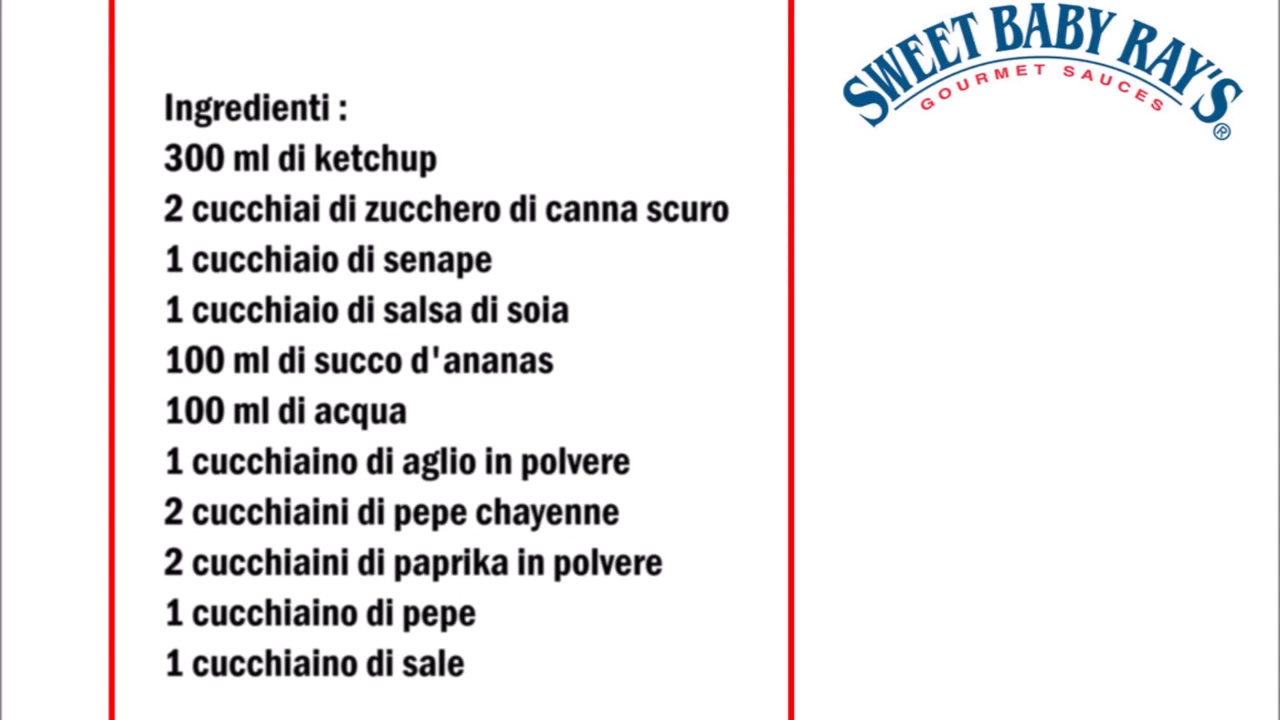 SWEET BABY RAY'S
GOURMET SAUCES
®
Ingredienti :
300 ml di ketchup
2 cucchiai di zucchero di canna scuro
1 cucchiaio di senape
1 cucchiaio di salsa di soia
100 ml di succo d'ananas
100 ml di acqua
1 cucchiaino di aglio in polvere
2 cucchiaini di pepe chayenne
2 cucchiaini di paprika in polvere
1 cucchiaino di pepe
1 cucchiaino di sale